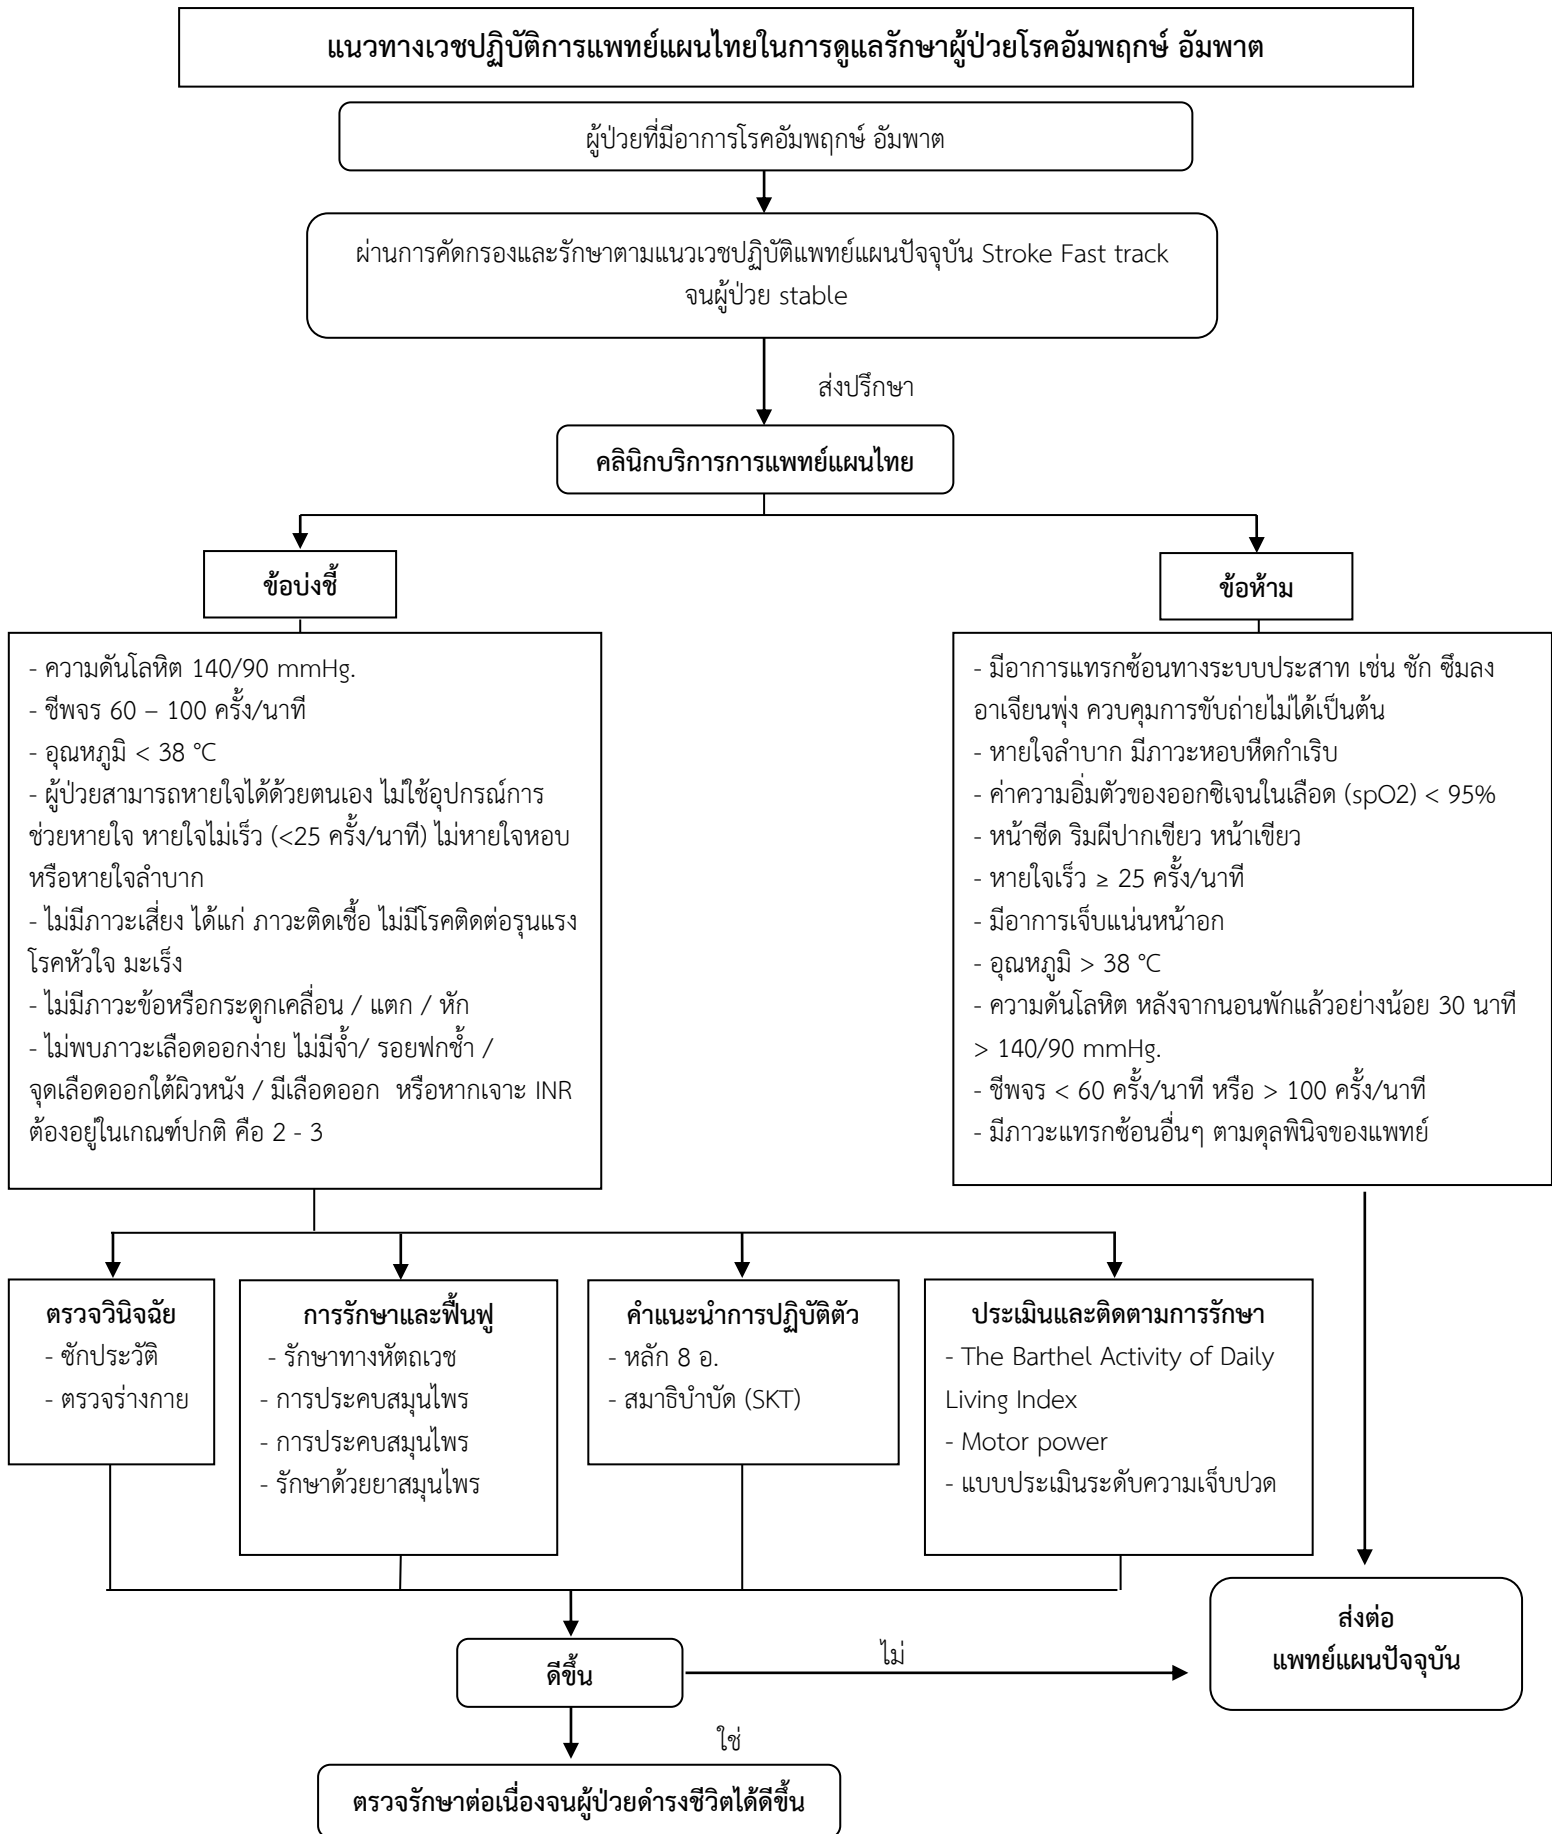 แนวทางเวชปฏิบัติการแพทย์แผนไทยในการดูแลรักษาผู้ป่วยโรคอัมพฤกษ์ อัมพาต
ผู้ป่วยที่มีอาการโรคอัมพฤกษ์ อัมพาต
ผ่านการคัดกรองและรักษาตามแนวเวชปฏิบัติแพทย์แผนปัจจุบัน Stroke Fast track
จนผู้ป่วย stable
ส่งปรึกษา
คลินิกบริการการแพทย์แผนไทย
ข้อบ่งชี้
- ความดันโลหิต 140/90 mmHg.
- ชีพจร 60 – 100 ครั้ง/นาที
- อุณหภูมิ < 38 °C
- ผู้ป่วยสามารถหายใจได้ด้วยตนเอง ไม่ใช้อุปกรณ์การ
ช่วยหายใจ หายใจไม่เร็ว (<25 ครั้ง/นาที) ไม่หายใจหอบ
หรือหายใจลำบาก
- ไม่มีภาวะเสี่ยง ได้แก่ ภาวะติดเชื้อ ไม่มีโรคติดต่อรุนแรง
โรคหัวใจ มะเร็ง
- ไม่มีภาวะข้อหรือกระดูกเคลื่อน / แตก / หัก
- ไม่พบภาวะเลือดออกง่าย ไม่มีจ้ำ/ รอยฟกช้ำ /
จุดเลือดออกใต้ผิวหนัง / มีเลือดออก หรือหากเจาะ INR
ต้องอยู่ในเกณฑ์ปกติ คือ 2 - 3
ข้อห้าม
- มีอาการแทรกซ้อนทางระบบประสาท เช่น ชัก ซึมลง
อาเจียนพุ่ง ควบคุมการขับถ่ายไม่ได้เป็นต้น
- หายใจลำบาก มีภาวะหอบหืดกำเริบ
- ค่าความอิ่มตัวของออกซิเจนในเลือด (spO2) < 95%
- หน้าซีด ริมผีปากเขียว หน้าเขียว
- หายใจเร็ว ≥ 25 ครั้ง/นาที
- มีอาการเจ็บแน่นหน้าอก
- อุณหภูมิ > 38 °C
- ความดันโลหิต หลังจากนอนพักแล้วอย่างน้อย 30 นาที
> 140/90 mmHg.
- ชีพจร < 60 ครั้ง/นาที หรือ > 100 ครั้ง/นาที
- มีภาวะแทรกซ้อนอื่นๆ ตามดุลพินิจของแพทย์
ตรวจวินิจฉัย
- ซักประวัติ
- ตรวจร่างกาย
การรักษาและฟื้นฟู
- รักษาทางหัตถเวช
- การประคบสมุนไพร
- การประคบสมุนไพร
- รักษาด้วยยาสมุนไพร
คำแนะนำการปฏิบัติตัว
- หลัก 8 อ.
- สมาธิบำบัด (SKT)
ประเมินและติดตามการรักษา
- The Barthel Activity of Daily
Living Index
- Motor power
- แบบประเมินระดับความเจ็บปวด
ดีขึ้น
ไม่
ส่งต่อ
แพทย์แผนปัจจุบัน
ใช่
ตรวจรักษาต่อเนื่องจนผู้ป่วยดำรงชีวิตได้ดีขึ้น